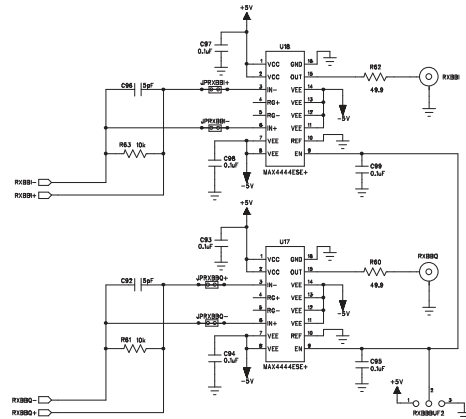 +5V
C97
0.1uF
U18
1 VCC GND 16
2 VCC OUT 15
3 IN- VEE 14
4 RG+ VEE 13
5 RG- VEE 12
6 IN+ VEE 11
7 VEE REF 10
8 VEE EN 9
MAX4444ESE+
R62
49.9
RXBBI
-5V
C96 5pF
JPRXBBI+
JPRXBBI-
R63 10k
C98
0.1uF
-5V
C99
0.1uF
RXBBI-
RXBBI+
+5V
C93
0.1uF
U17
1 VCC GND 16
2 VCC OUT 15
3 IN- VEE 14
4 RG+ VEE 13
5 RG- VEE 12
6 IN+ VEE 11
7 VEE REF 10
8 VEE EN 9
MAX4444ESE+
R60
49.9
RXBBQ
-5V
C92 5pF
JPRXBBQ+
JPRXBBQ-
R61 10k
C94
0.1uF
-5V
C95
0.1uF
RXBBQ-
RXBBQ+
+5V
1 2 3
RXBBBUF2